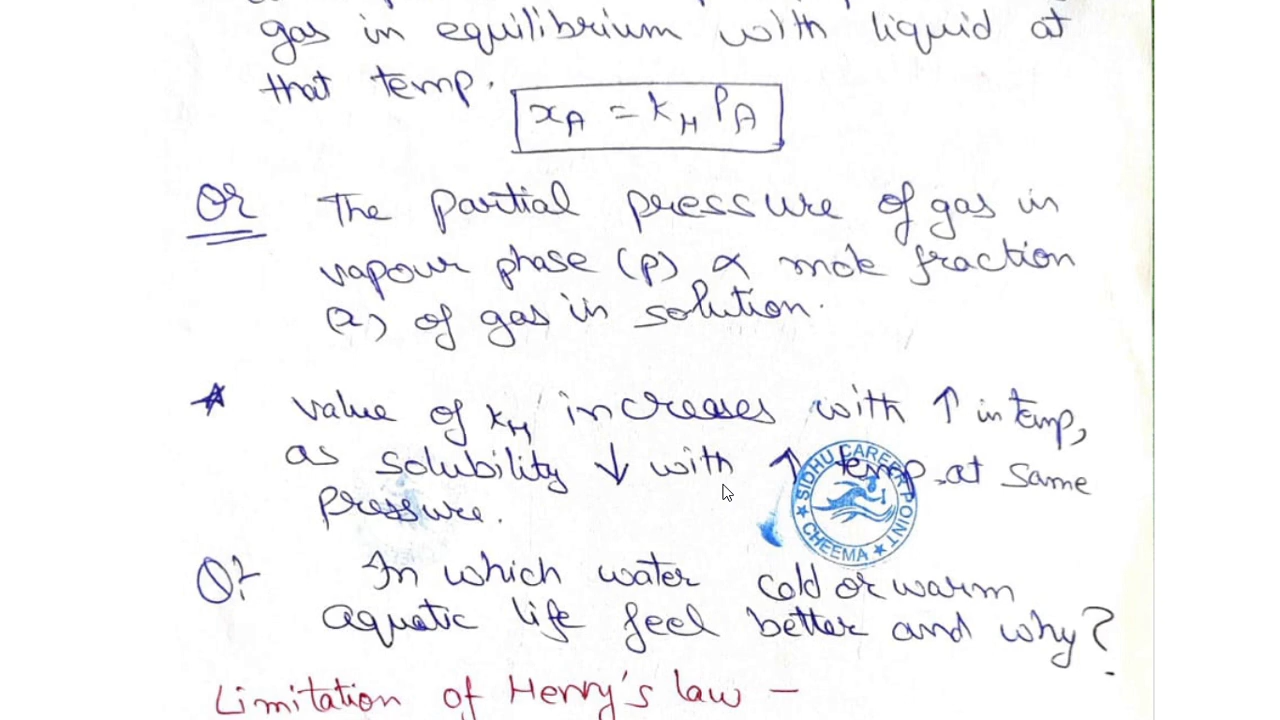 gas in equilibrium with liquid at
that temp.
xA = KH PA
Or The partial pressure of gas in
vapour phase (p) ∝ mole fraction
(x) of gas in solution.
* value of KH increases with ↑ in temp,
as solubility ↓ with ↑ temp. at same
pressure.
Q:- In which water cold or warm
aquatic life feel better and why?
Limitation of Henry's law -
SIDHU CAREER POINT
★ CHEEMA ★